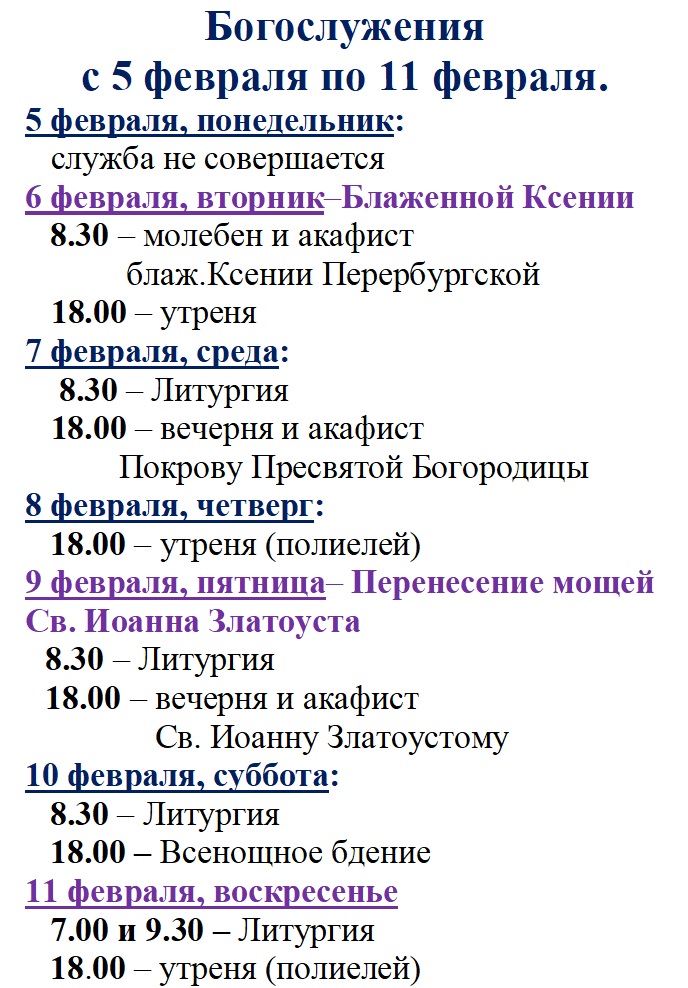 Богослужения
с 5 февраля по 11 февраля.
5 февраля, понедельник:
служба не совершается
6 февраля, вторник–Блаженной Ксении
8.30 – молебен и акафист
блаж.Ксении Перербургской
18.00 – утреня
7 февраля, среда:
8.30 – Литургия
18.00 – вечерня и акафист
Покрову Пресвятой Богородицы
8 февраля, четверг:
18.00 – утреня (полиелей)
9 февраля, пятница– Перенесение мощей
Св. Иоанна Златоуста
8.30 – Литургия
18.00 – вечерня и акафист
Св. Иоанну Златоустому
10 февраля, суббота:
8.30 – Литургия
18.00 – Всенощное бдение
11 февраля, воскресенье
7.00 и 9.30 – Литургия
18.00 – утреня (полиелей)